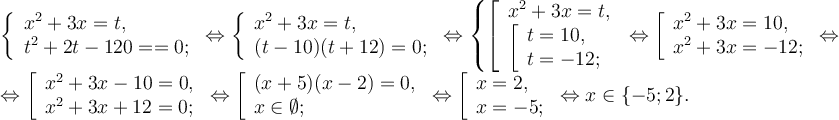 { x² + 3x = t, t² + 2t − 120 == 0; ⇔ { x² + 3x = t, (t − 10)(t + 12) = 0; ⇔ { [ x² + 3x = t, [ t = 10, t = −12; ⇔ [ x² + 3x = 10, x² + 3x = −12; ⇔
⇔ [ x² + 3x − 10 = 0, x² + 3x + 12 = 0; ⇔ [ (x + 5)(x − 2) = 0, x ∈ ∅; ⇔ [ x = 2, x = −5; ⇔ x ∈ {−5; 2}.